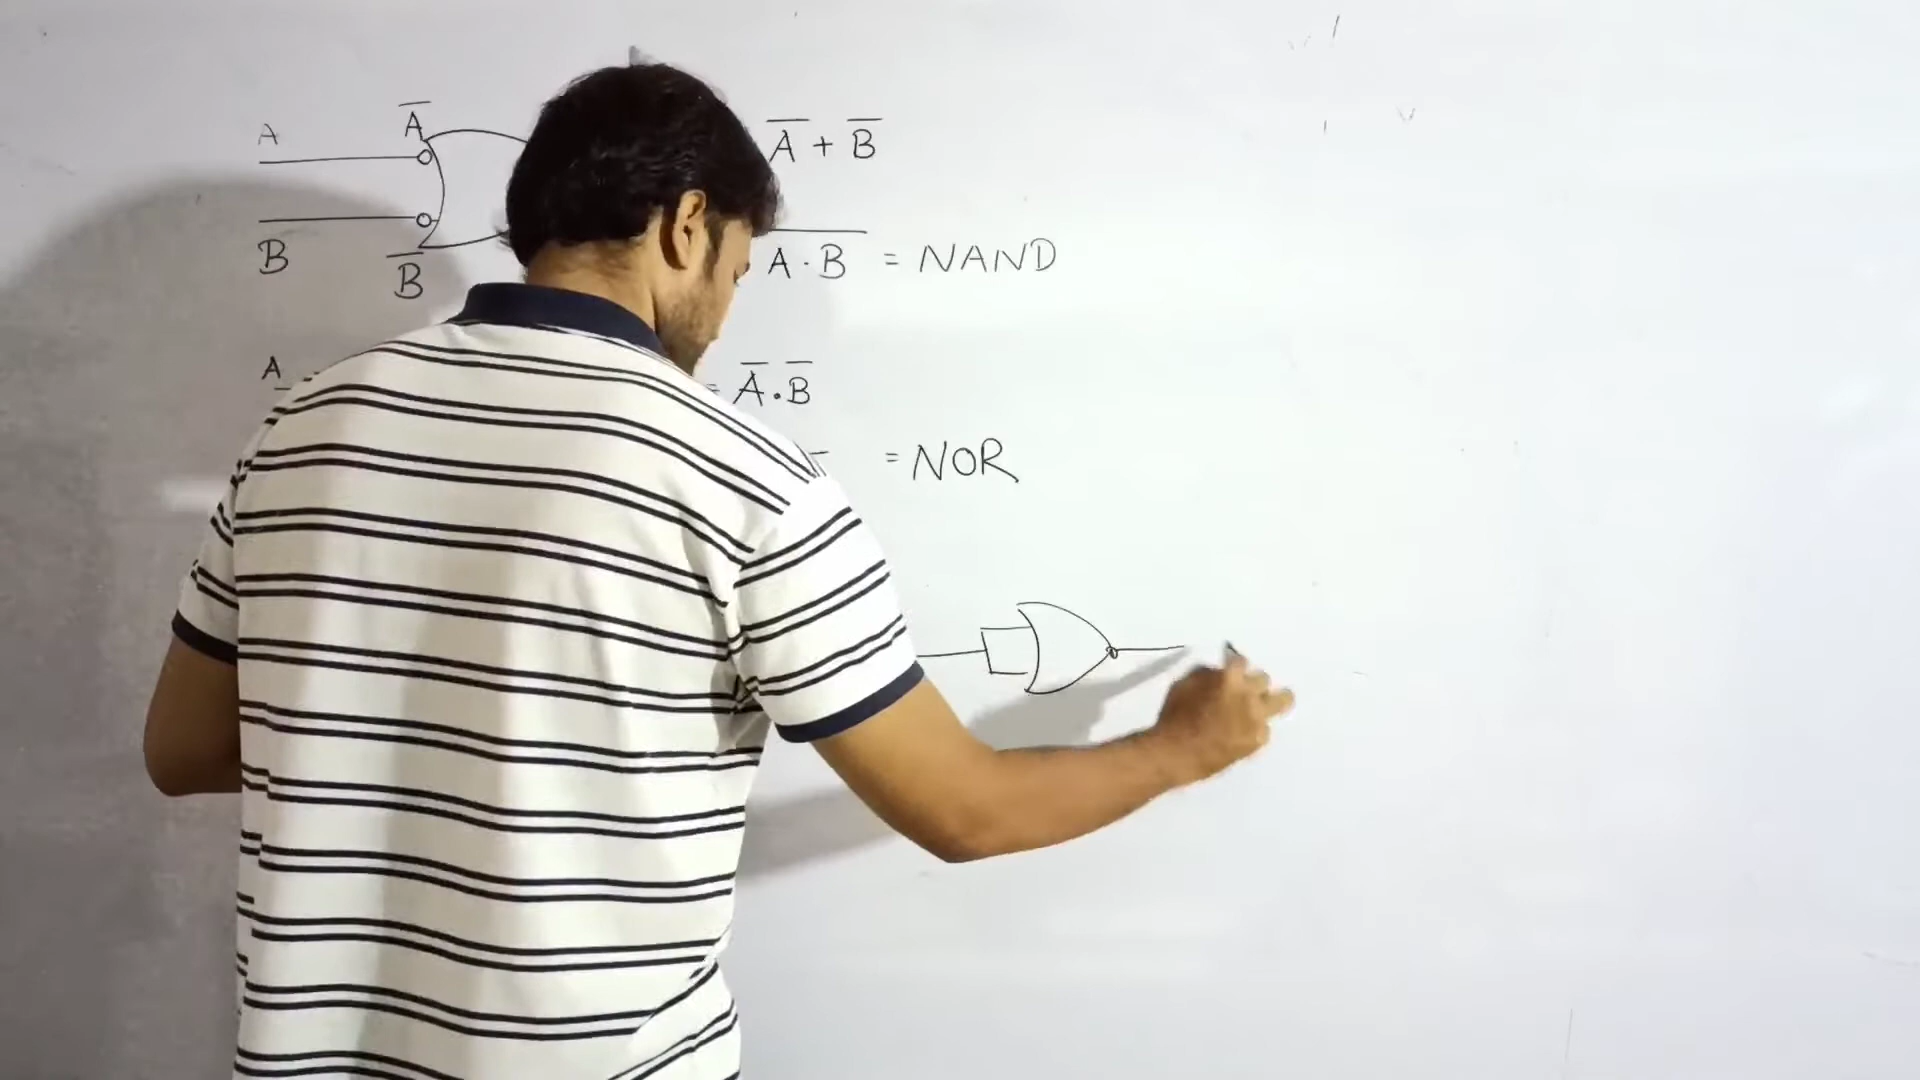 A
A̅
A̅ + B̅
B
B̅
A · B = NAND
A
= A̅ . B̅
= NOR